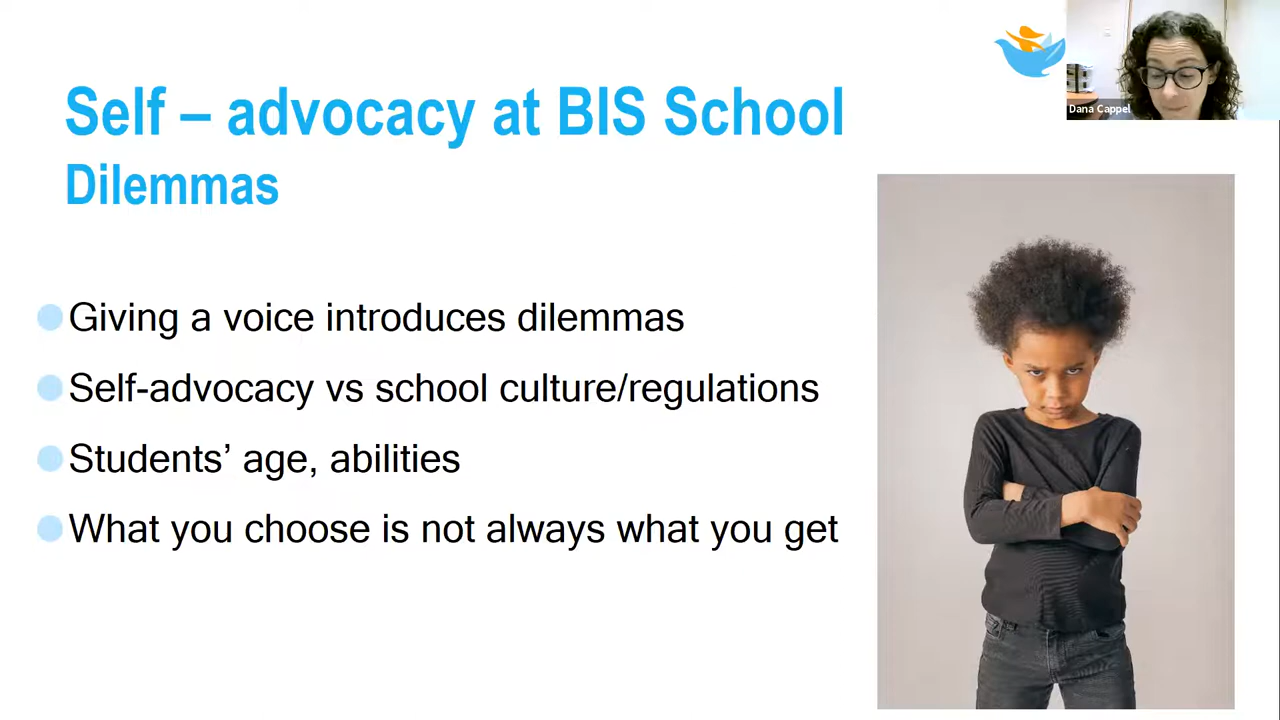 Self – advocacy at BIS School
Dilemmas
Dana Cappel
Giving a voice introduces dilemmas
Self-advocacy vs school culture/regulations
Students’ age, abilities
What you choose is not always what you get